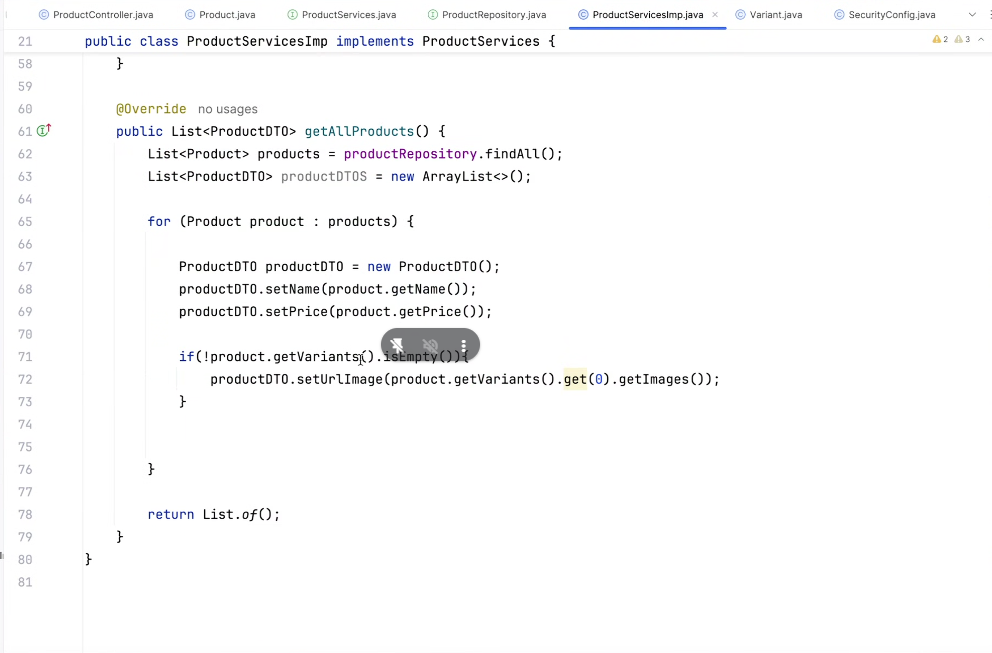 ProductController.java Product.java ProductServices.java ProductRepository.java ProductServicesImp.java Variant.java SecurityConfig.java
21 public class ProductServicesImp implements ProductServices { 2 3
58 }
59
60 @Override no usages
61 public List<ProductDTO> getAllProducts() {
62 List<Product> products = productRepository.findAll();
63 List<ProductDTO> productDTOS = new ArrayList<>();
64
65 for (Product product : products) {
66
67 ProductDTO productDTO = new ProductDTO();
68 productDTO.setName(product.getName());
69 productDTO.setPrice(product.getPrice());
70
71 if(!product.getVariants().isEmpty()){
72 productDTO.setUrlImage(product.getVariants().get(0).getImages());
73 }
74
75
76 }
77
78 return List.of();
79 }
80 }
81